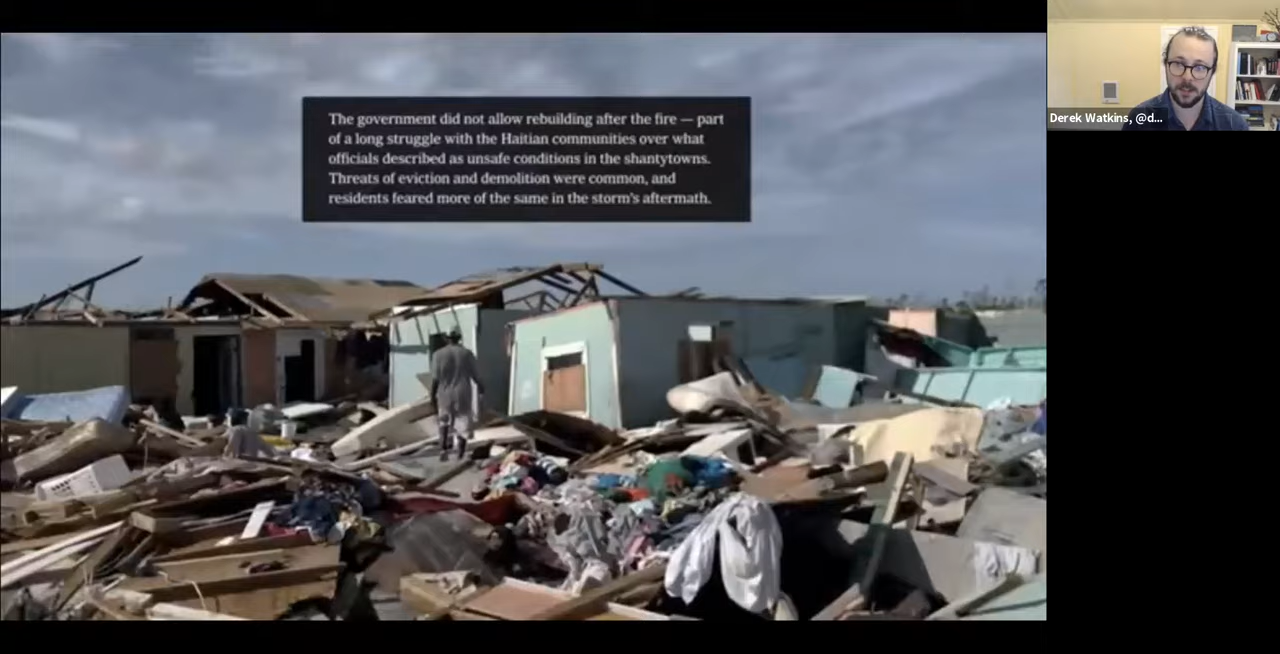 The government did not allow rebuilding after the fire — part
of a long struggle with the Haitian communities over what
officials described as unsafe conditions in the shantytowns.
Threats of eviction and demolition were common, and
residents feared more of the same in the storm's aftermath.
Derek Watkins, @d...